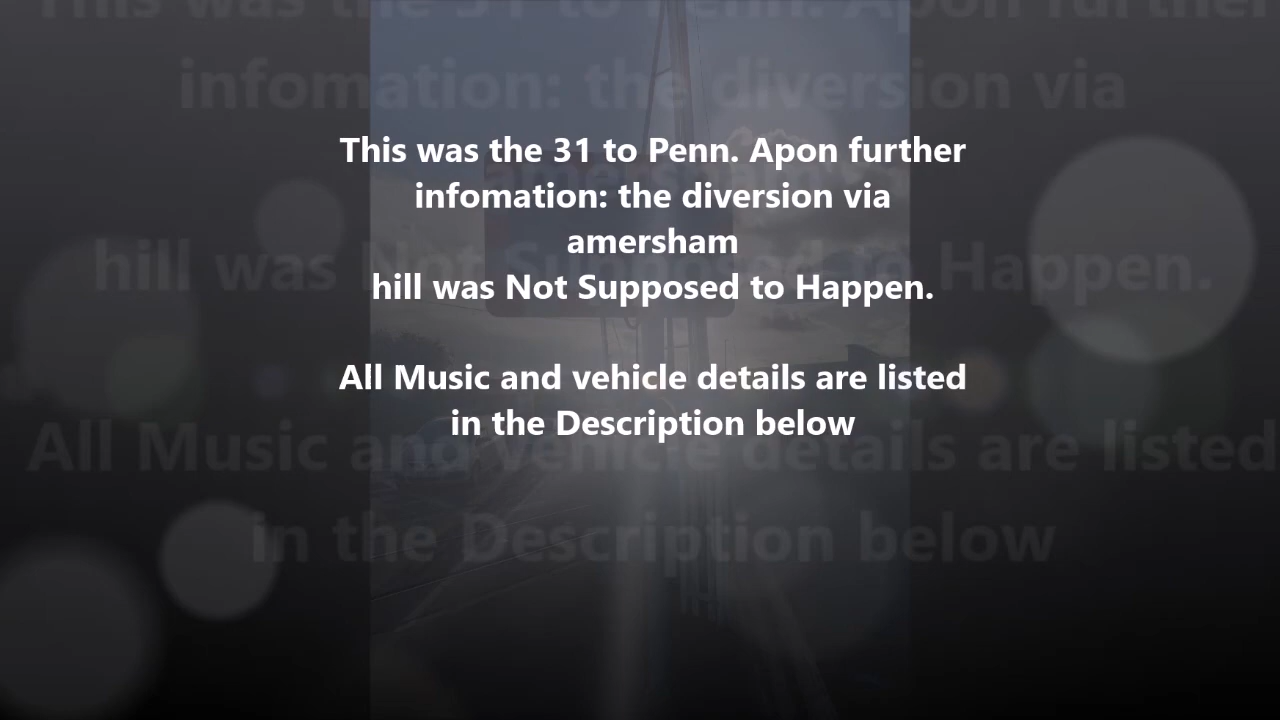 This was the 31 to Penn. Apon further
infomation: the diversion via
amersham
hill was Not Supposed to Happen.
All Music and vehicle details are listed
in the Description below